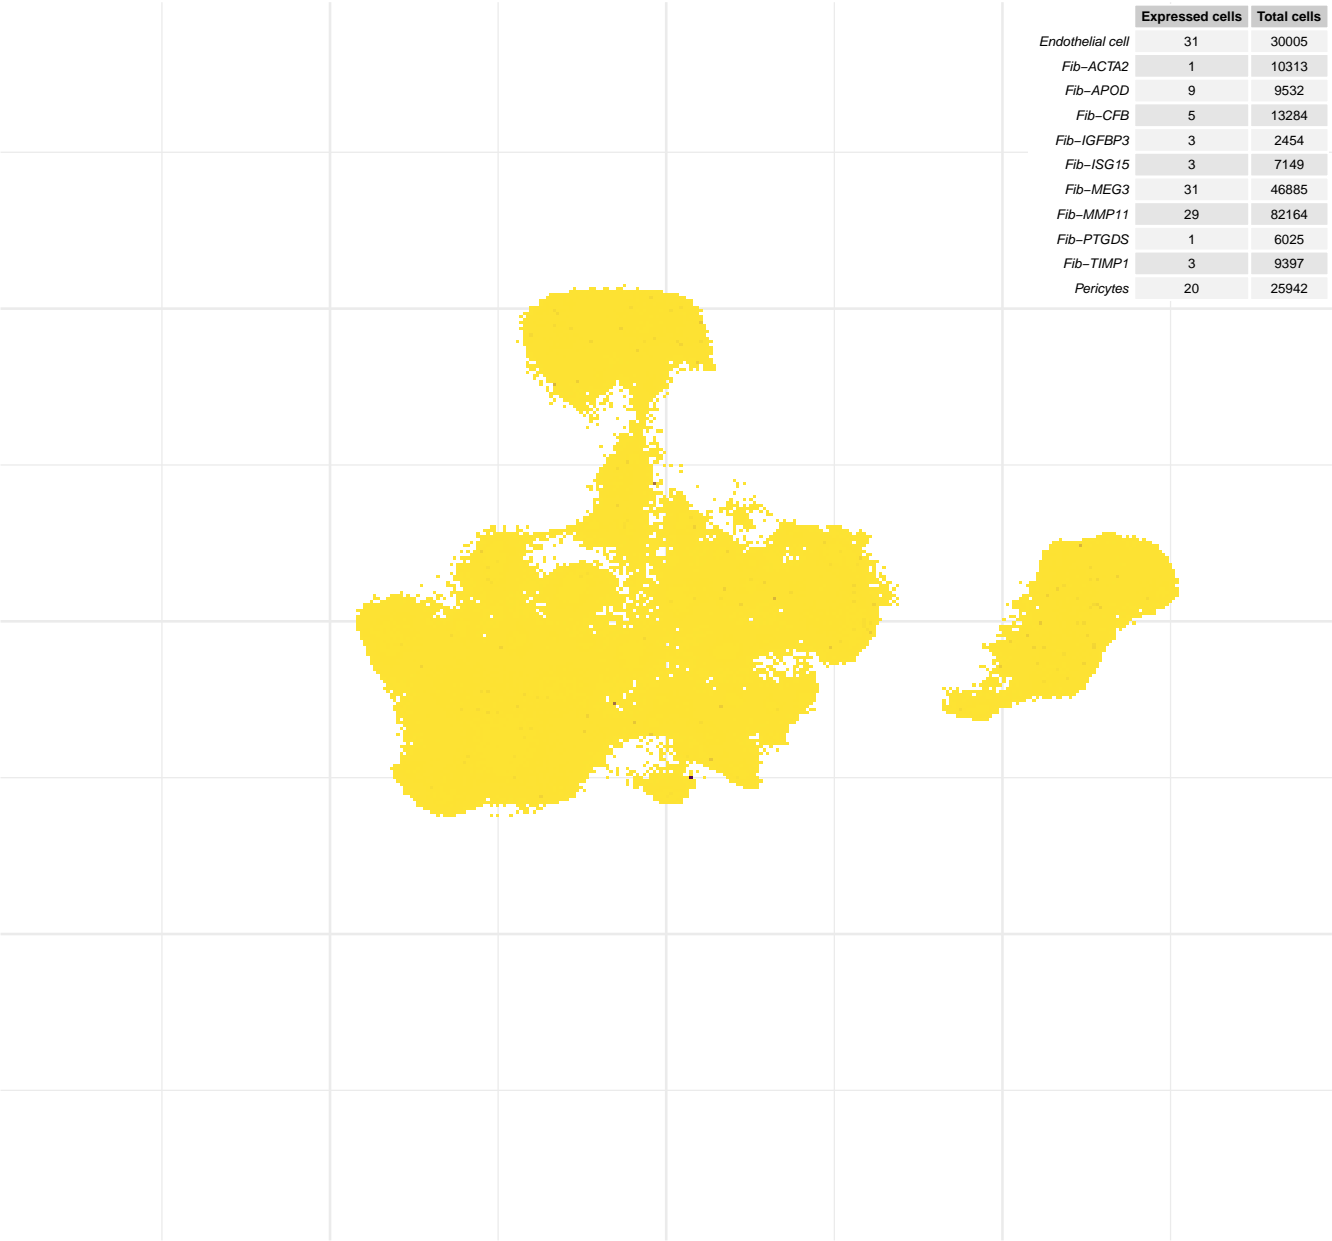 Expressed cells Total cells
Endothelial cell 31 30005
Fib−ACTA2 1 10313
Fib−APOD 9 9532
Fib−CFB 5 13284
Fib−IGFBP3 3 2454
Fib−ISG15 3 7149
Fib−MEG3 31 46885
Fib−MMP11 29 82164
Fib−PTGDS 1 6025
Fib−TIMP1 3 9397
Pericytes 20 25942